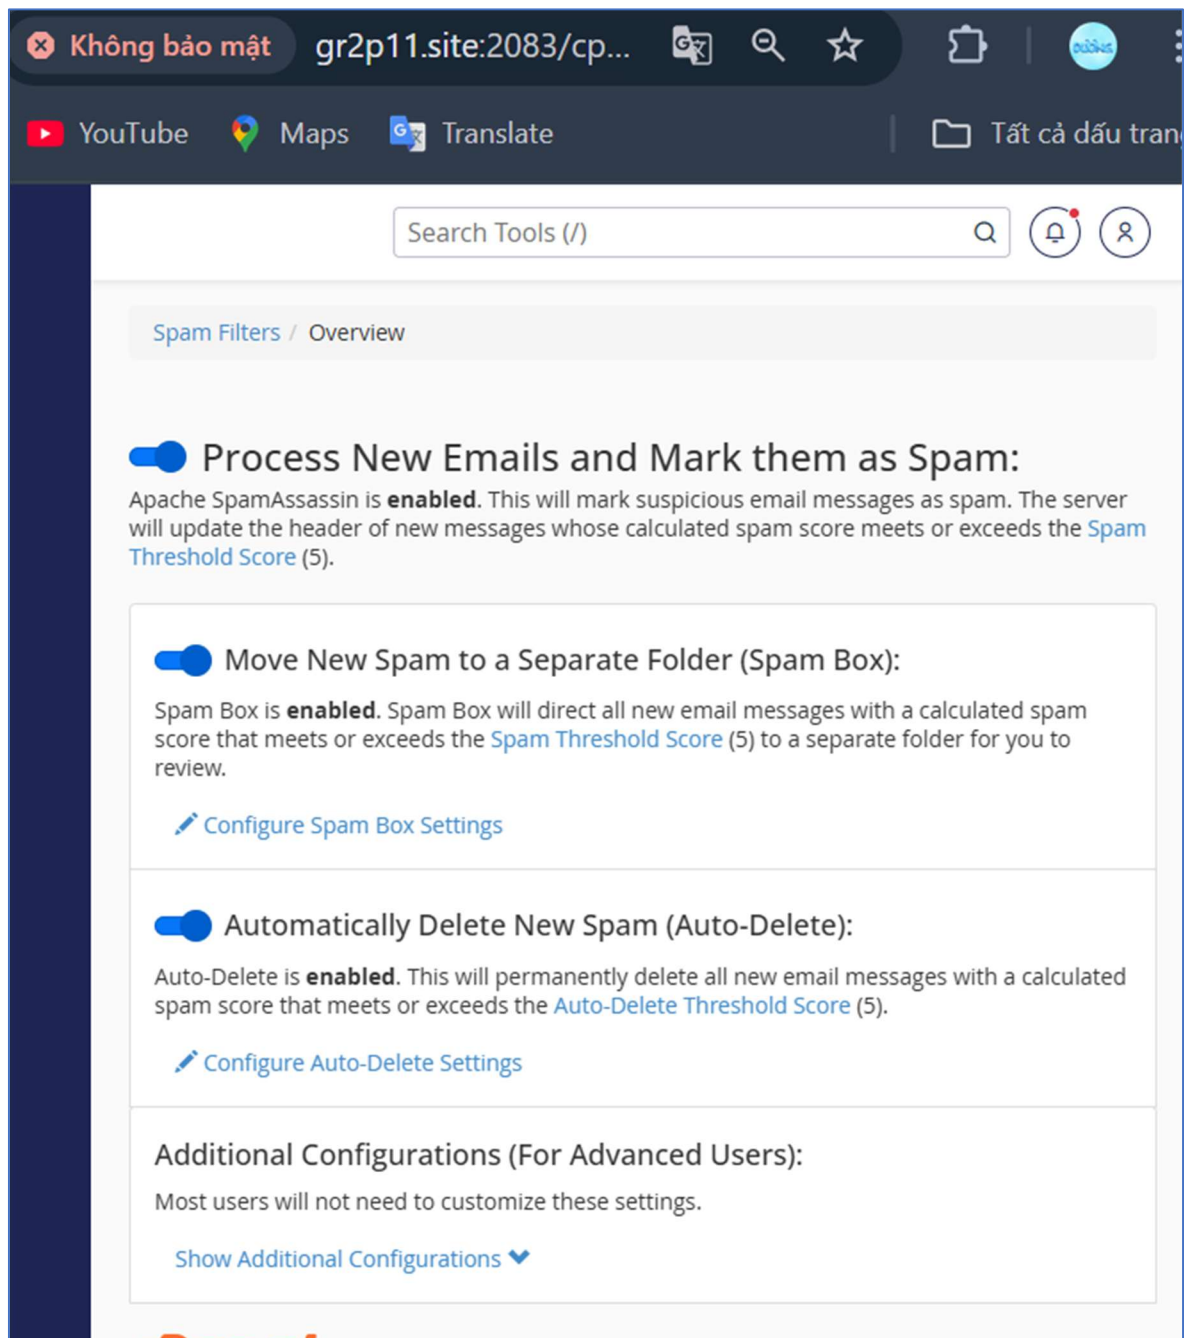 Không bảo mật gr2p11.site:2083/cp...
YouTube Maps Translate Tất cả dấu tran
Search Tools (/)
Spam Filters / Overview
Process New Emails and Mark them as Spam:
Apache SpamAssassin is enabled. This will mark suspicious email messages as spam. The server
will update the header of new messages whose calculated spam score meets or exceeds the Spam
Threshold Score (5).
Move New Spam to a Separate Folder (Spam Box):
Spam Box is enabled. Spam Box will direct all new email messages with a calculated spam
score that meets or exceeds the Spam Threshold Score (5) to a separate folder for you to
review.
Configure Spam Box Settings
Automatically Delete New Spam (Auto-Delete):
Auto-Delete is enabled. This will permanently delete all new email messages with a calculated
spam score that meets or exceeds the Auto-Delete Threshold Score (5).
Configure Auto-Delete Settings
Additional Configurations (For Advanced Users):
Most users will not need to customize these settings.
Show Additional Configurations